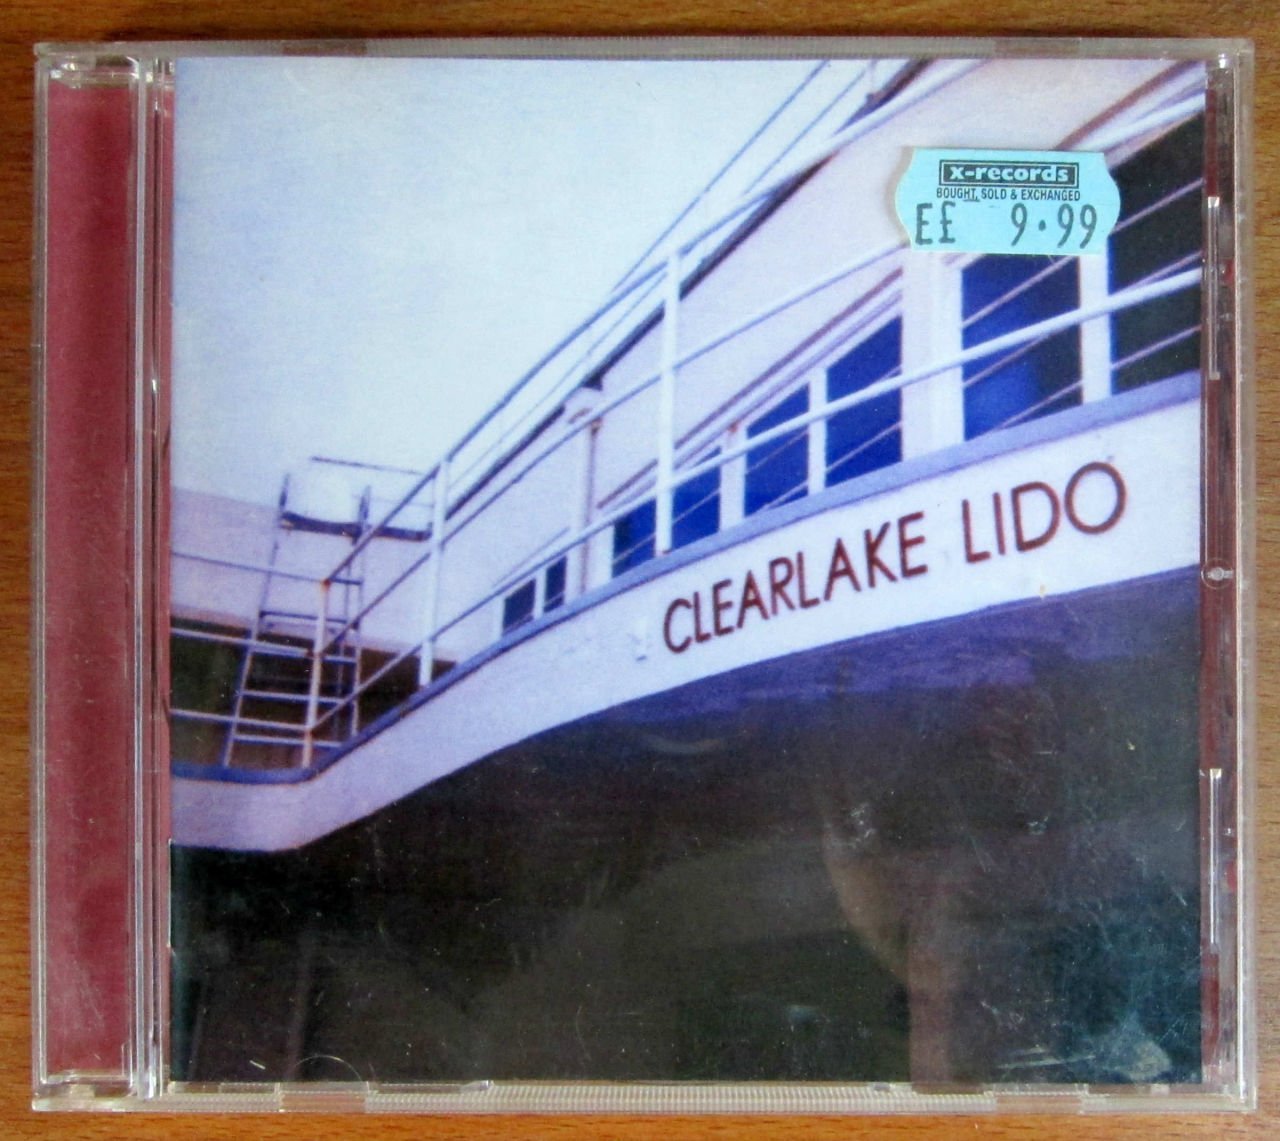 x-records
BOUGHT, SOLD & EXCHANGED
E£ 9.99
CLEARLAKE LIDO